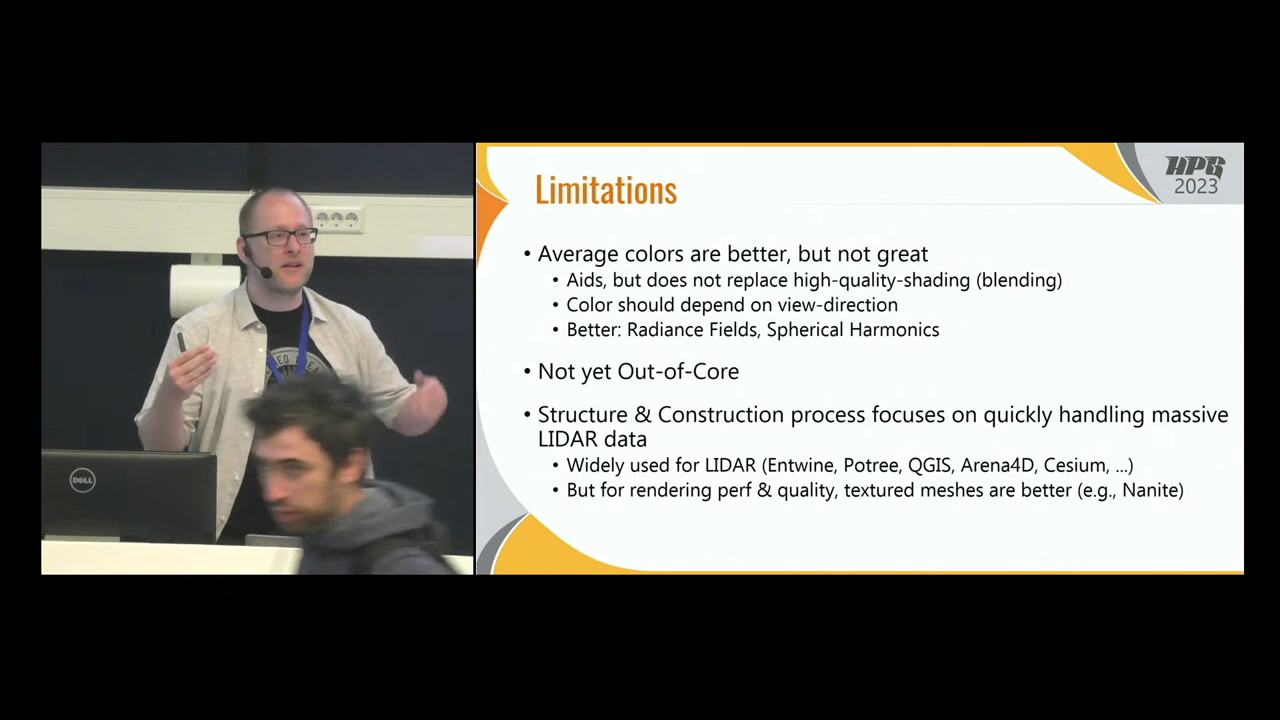 Limitations
HPG
2023
• Average colors are better, but not great
• Aids, but does not replace high-quality-shading (blending)
• Color should depend on view-direction
• Better: Radiance Fields, Spherical Harmonics
• Not yet Out-of-Core
• Structure & Construction process focuses on quickly handling massive
LIDAR data
• Widely used for LIDAR (Entwine, Potree, QGIS, Arena4D, Cesium, ...)
• But for rendering perf & quality, textured meshes are better (e.g., Nanite)
DELL